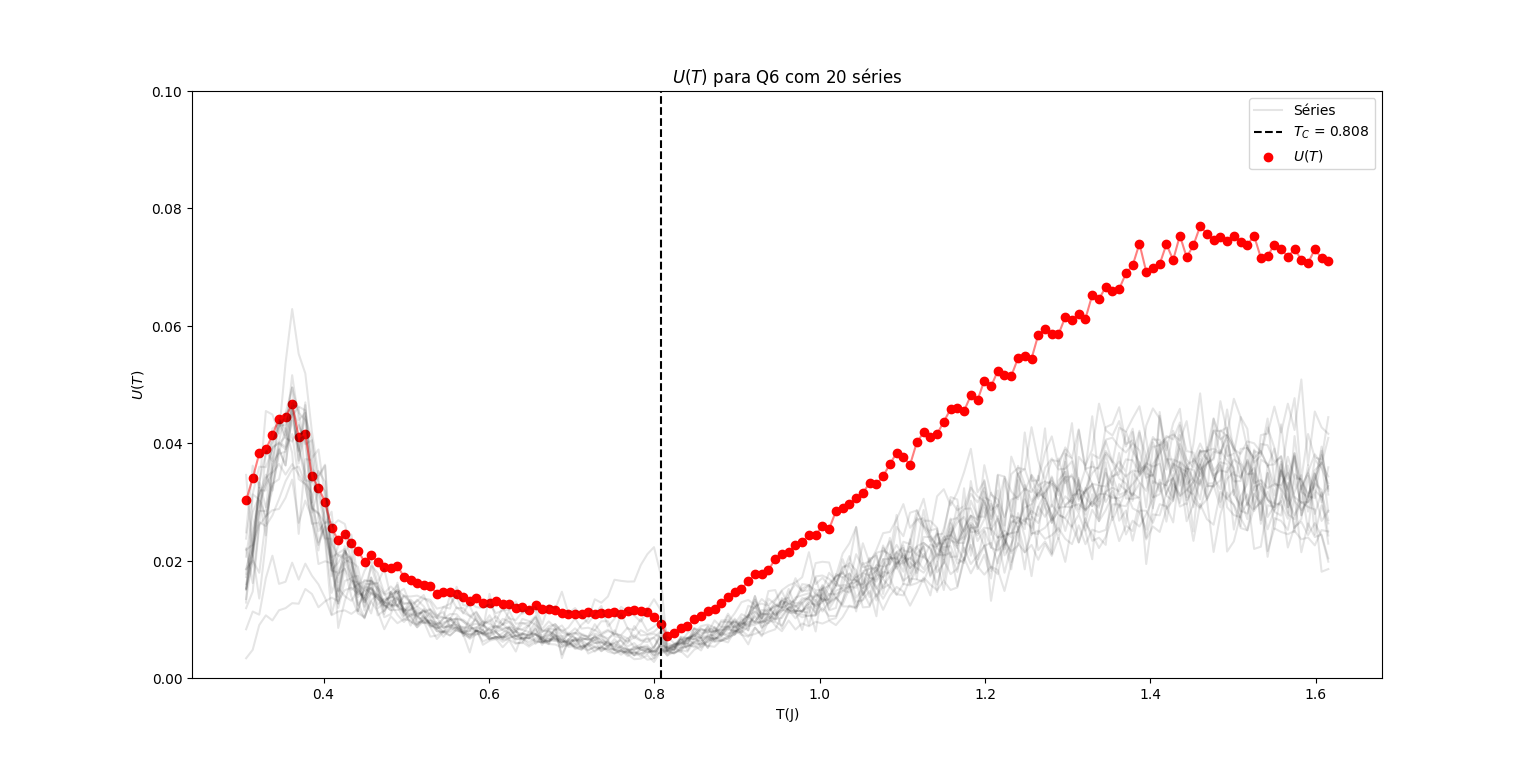 U(T) para Q6 com 20 séries
0.10
0.08
0.06
0.04
0.02
0.00
U(T)
0.4 0.6 0.8 1.0 1.2 1.4 1.6
T(J)
Séries
T_C = 0.808
U(T)